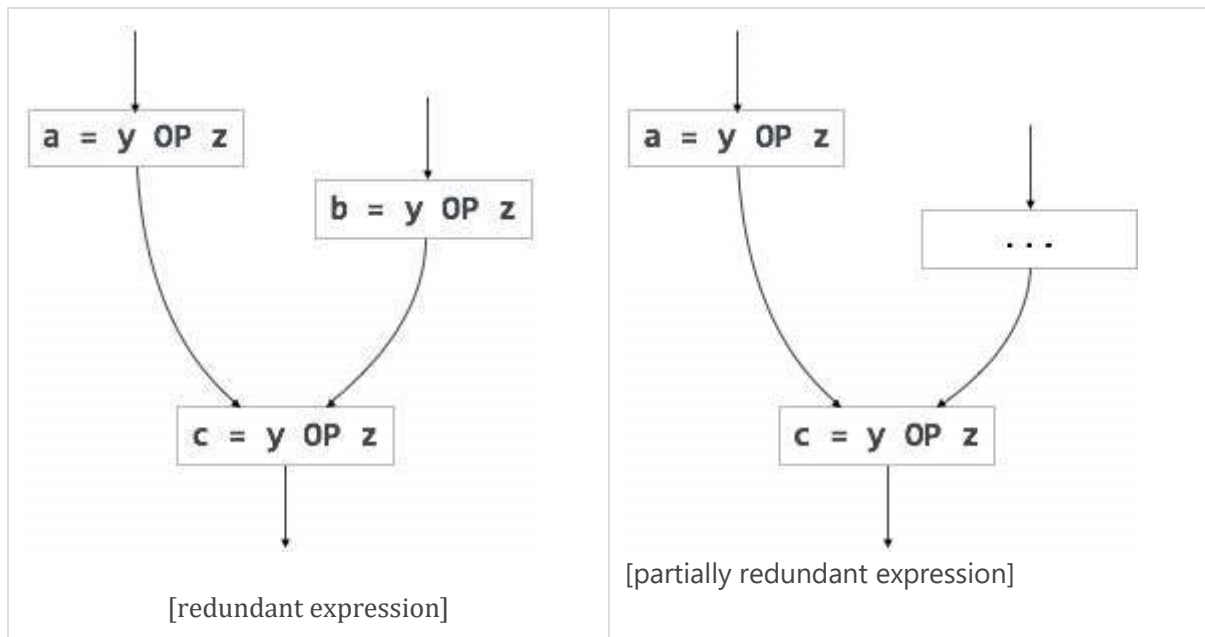 a = y OP z
b = y OP z
c = y OP z
[redundant expression]
a = y OP z
...
c = y OP z
[partially redundant expression]